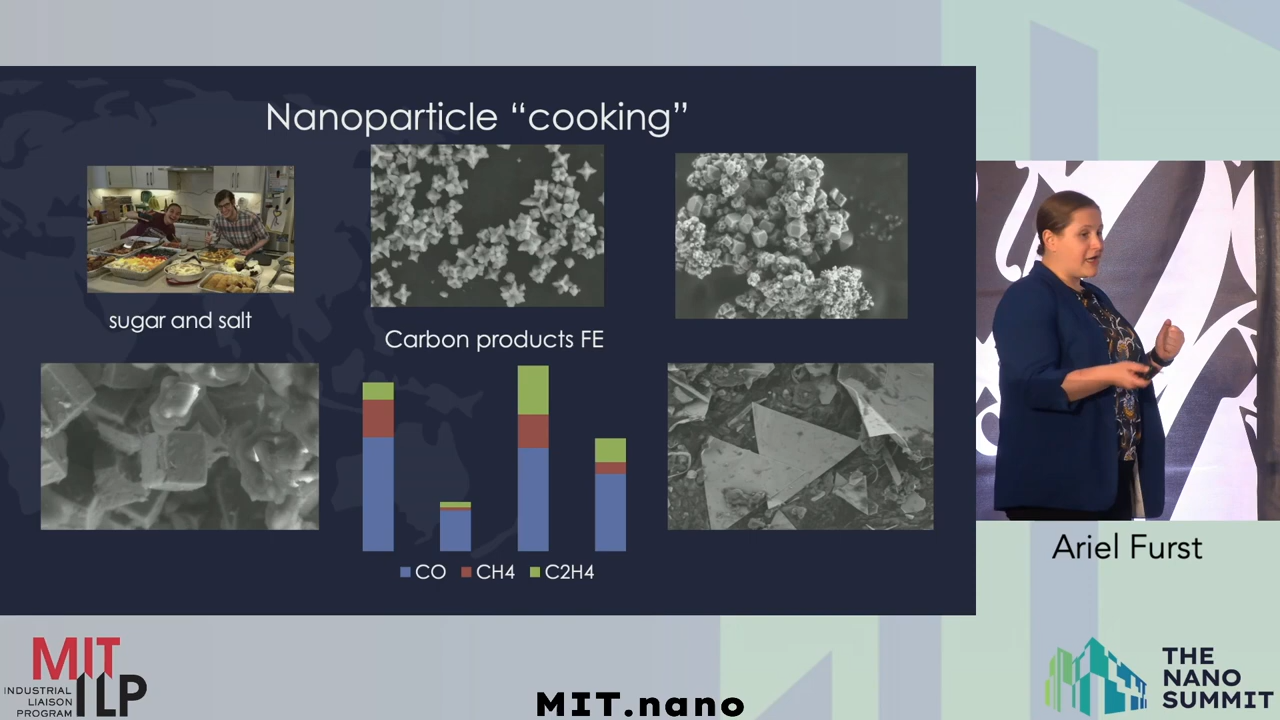 Nanoparticle “cooking”
sugar and salt
Carbon products FE
CO CH4 C2H4
Ariel Furst
MIT
ILP
INDUSTRIAL
LIAISON
PROGRAM
MIT.nano
THE
NANO
SUMMIT